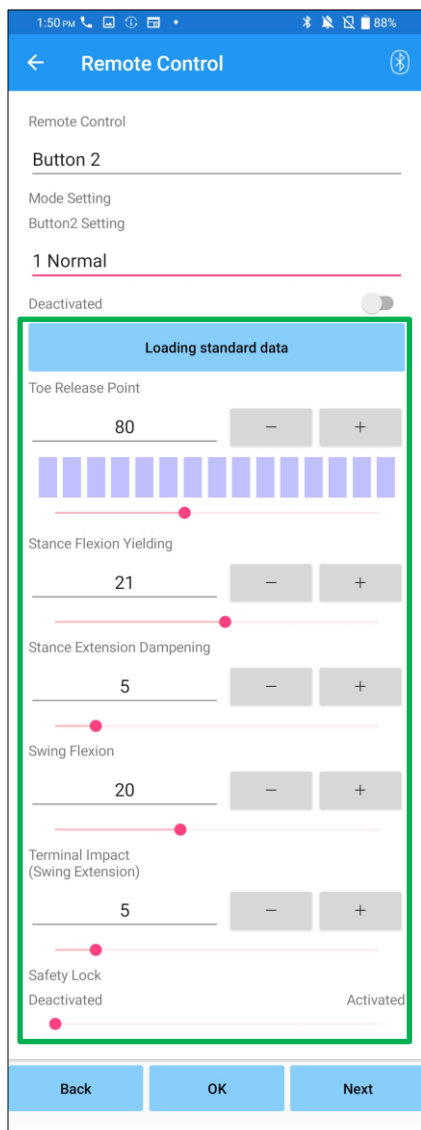 1:50 PM 88%
Remote Control
Remote Control
Button 2
Mode Setting
Button2 Setting
1 Normal
Deactivated
Loading standard data
Toe Release Point
80 − +
Stance Flexion Yielding
21 − +
Stance Extension Dampening
5 − +
Swing Flexion
20 − +
Terminal Impact
(Swing Extension)
5 − +
Safety Lock
Deactivated Activated
Back OK Next